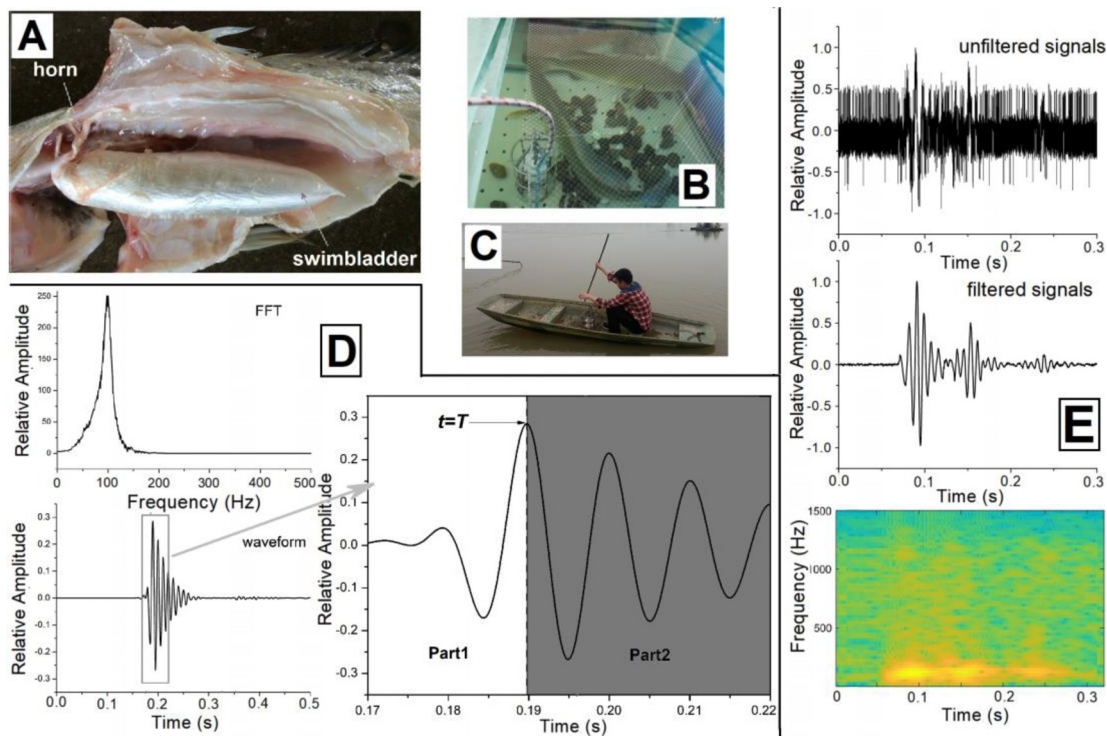 A
horn
swimbladder
B
C
D
FFT
Relative Amplitude
250
200
150
100
50
0
0 100 200 300 400 500
Frequency (Hz)
waveform
Relative Amplitude
0.3
0.2
0.1
0.0
-0.1
-0.2
-0.3
0.0 0.1 0.2 0.3 0.4 0.5
Time (s)
t=T
Relative Amplitude
0.3
0.2
0.1
0.0
-0.1
-0.2
-0.3
Part1
Part2
0.17 0.18 0.19 0.20 0.21 0.22
Time (s)
E
unfiltered signals
Relative Amplitude
1.0
0.5
0.0
-0.5
-1.0
0.0 0.1 0.2 0.3
Time (s)
filtered signals
Relative Amplitude
1.0
0.5
0.0
-0.5
-1.0
0.0 0.1 0.2 0.3
Time (s)
Frequency (Hz)
1500
1000
500
0 0.1 0.2 0.3
Time (s)